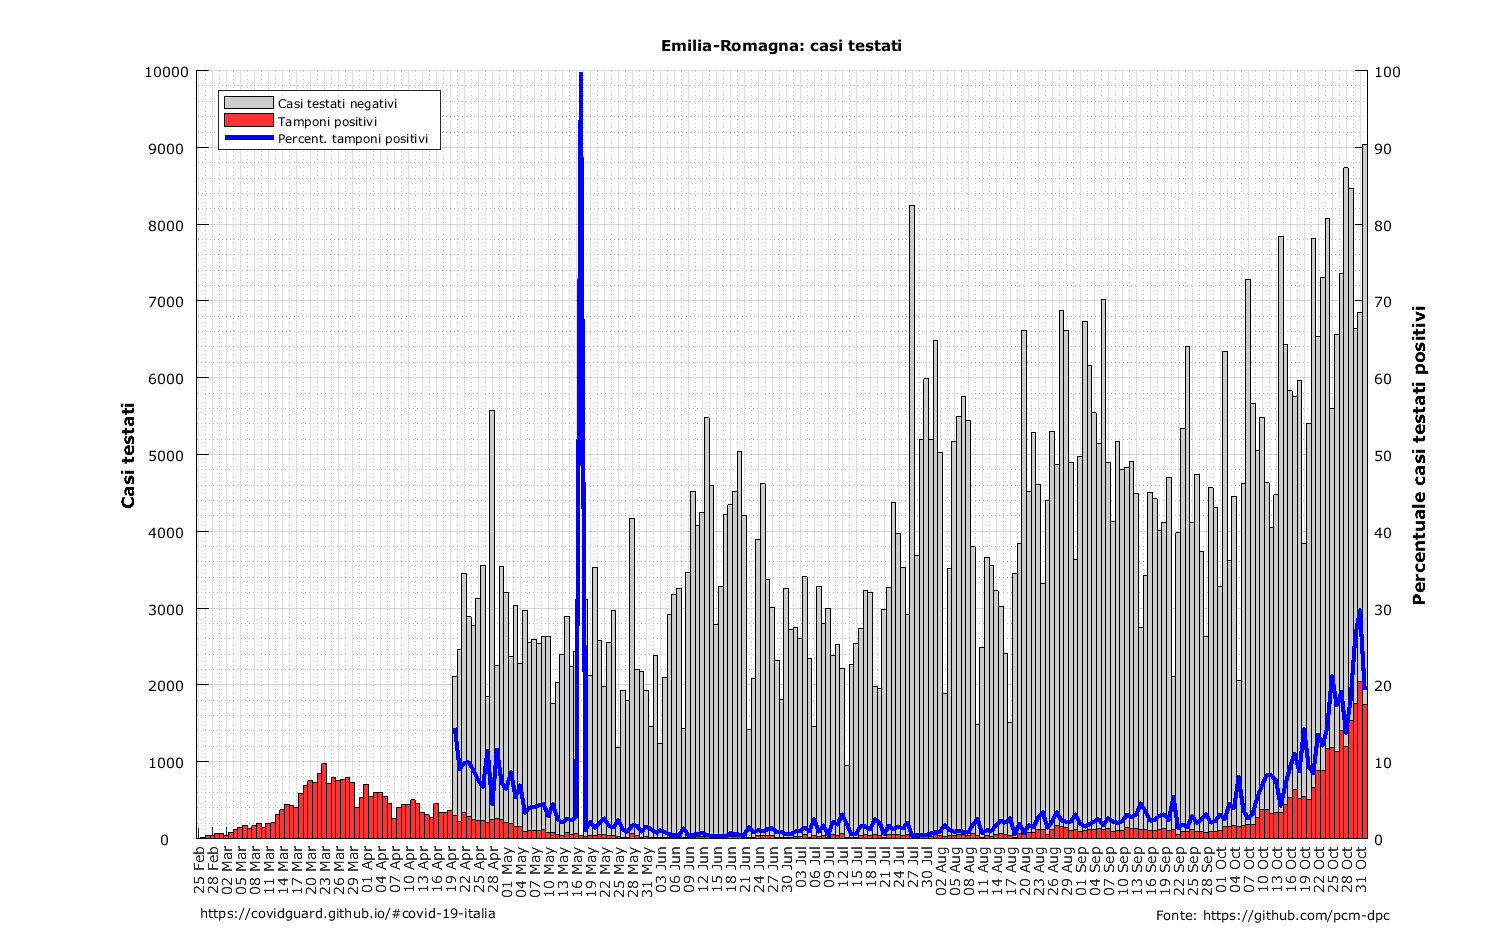 Emilia-Romagna: casi testati
Casi testati negativi
Tamponi positivi
Percent. tamponi positivi
Casi testati
10000
9000
8000
7000
6000
5000
4000
3000
2000
1000
0
100
90
80
70
60
50
40
30
20
10
0
Percentuale casi testati positivi
25 Feb
28 Feb
02 Mar
05 Mar
08 Mar
11 Mar
14 Mar
17 Mar
20 Mar
23 Mar
26 Mar
29 Mar
01 Apr
04 Apr
07 Apr
10 Apr
13 Apr
16 Apr
19 Apr
22 Apr
25 Apr
28 Apr
01 May
04 May
07 May
10 May
13 May
16 May
19 May
22 May
25 May
28 May
31 May
03 Jun
06 Jun
09 Jun
12 Jun
15 Jun
18 Jun
21 Jun
24 Jun
27 Jun
30 Jun
03 Jul
06 Jul
09 Jul
12 Jul
15 Jul
18 Jul
21 Jul
24 Jul
27 Jul
30 Jul
02 Aug
05 Aug
08 Aug
11 Aug
14 Aug
17 Aug
20 Aug
23 Aug
26 Aug
29 Aug
01 Sep
04 Sep
07 Sep
10 Sep
13 Sep
16 Sep
19 Sep
22 Sep
25 Sep
28 Sep
01 Oct
04 Oct
07 Oct
10 Oct
13 Oct
16 Oct
19 Oct
22 Oct
25 Oct
28 Oct
31 Oct
https://covidguard.github.io/#covid-19-italia
Fonte: https://github.com/pcm-dpc